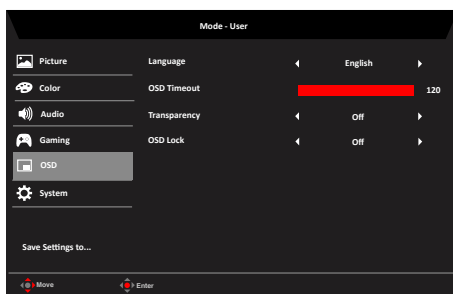 Mode - User
Picture
Color
Audio
Gaming
OSD
System
Save Settings to...
Language English
OSD Timeout 120
Transparency Off
OSD Lock Off
Move Enter